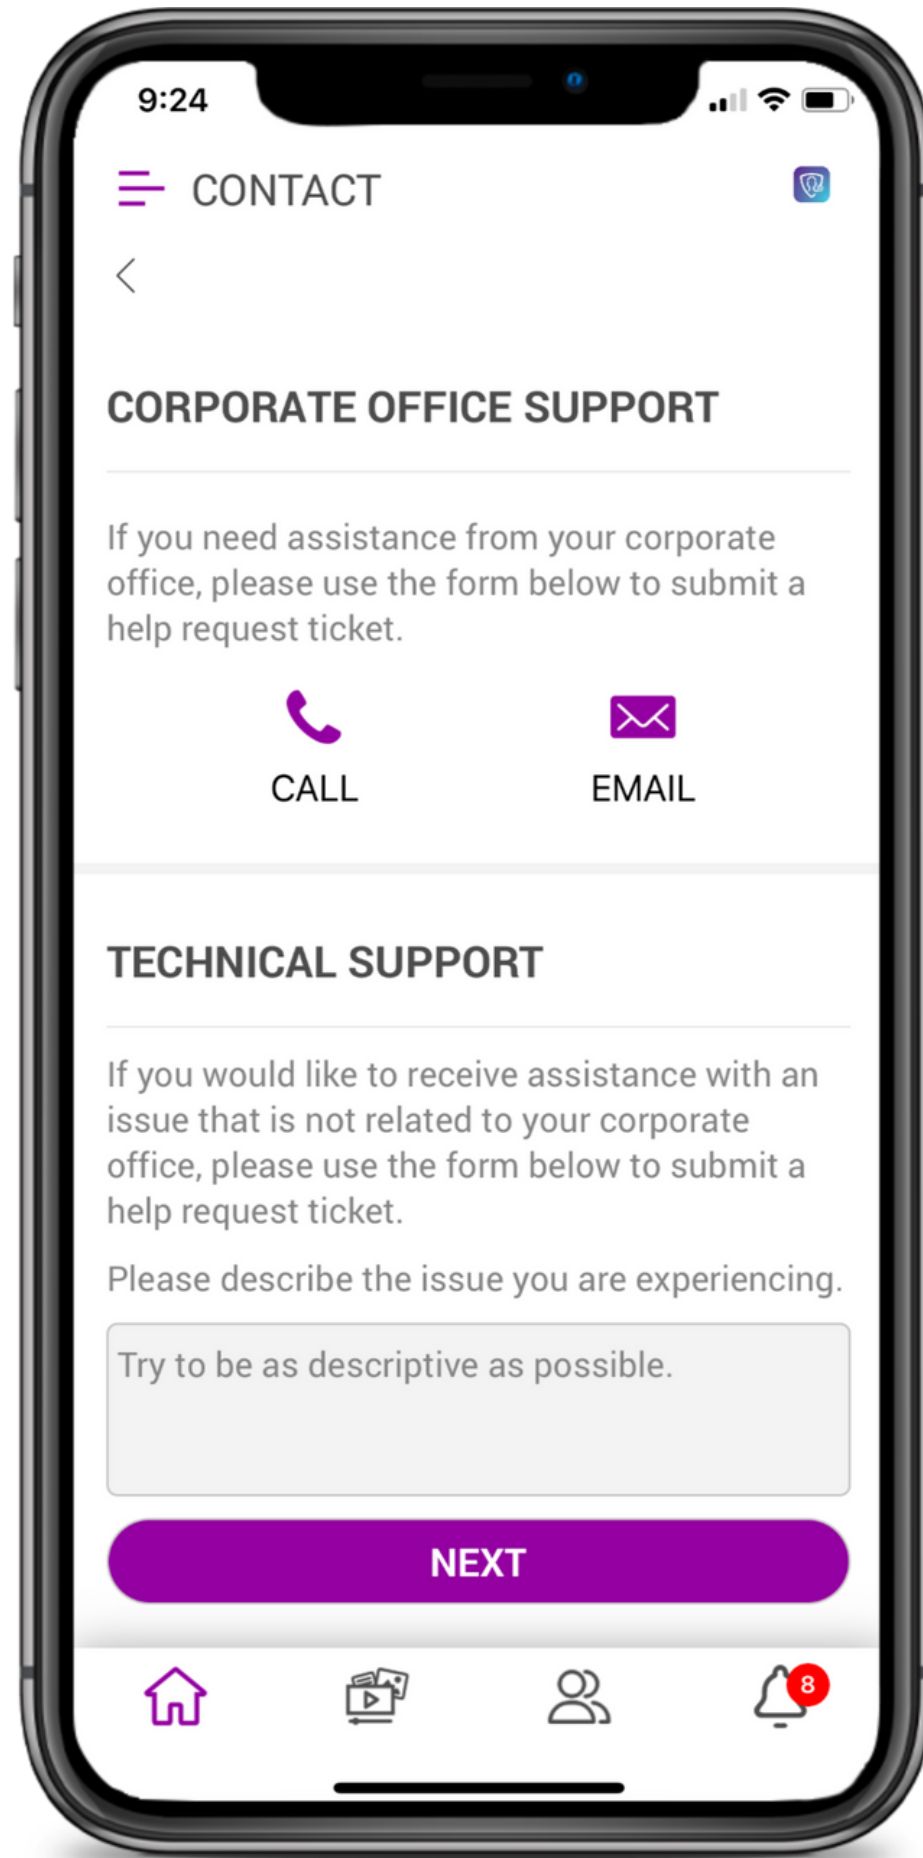 9:24
CONTACT
CORPORATE OFFICE SUPPORT
If you need assistance from your corporate
office, please use the form below to submit a
help request ticket.
CALL EMAIL
TECHNICAL SUPPORT
If you would like to receive assistance with an
issue that is not related to your corporate
office, please use the form below to submit a
help request ticket.
Please describe the issue you are experiencing.
Try to be as descriptive as possible.
NEXT
8